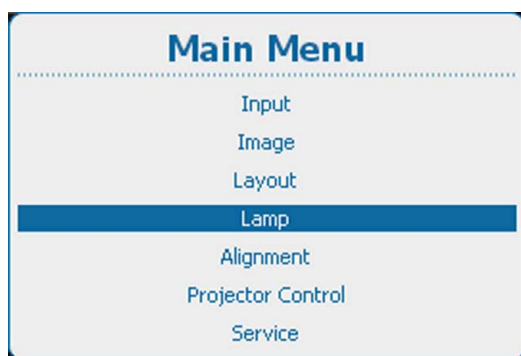 Main Menu
Input
Image
Layout
Lamp
Alignment
Projector Control
Service